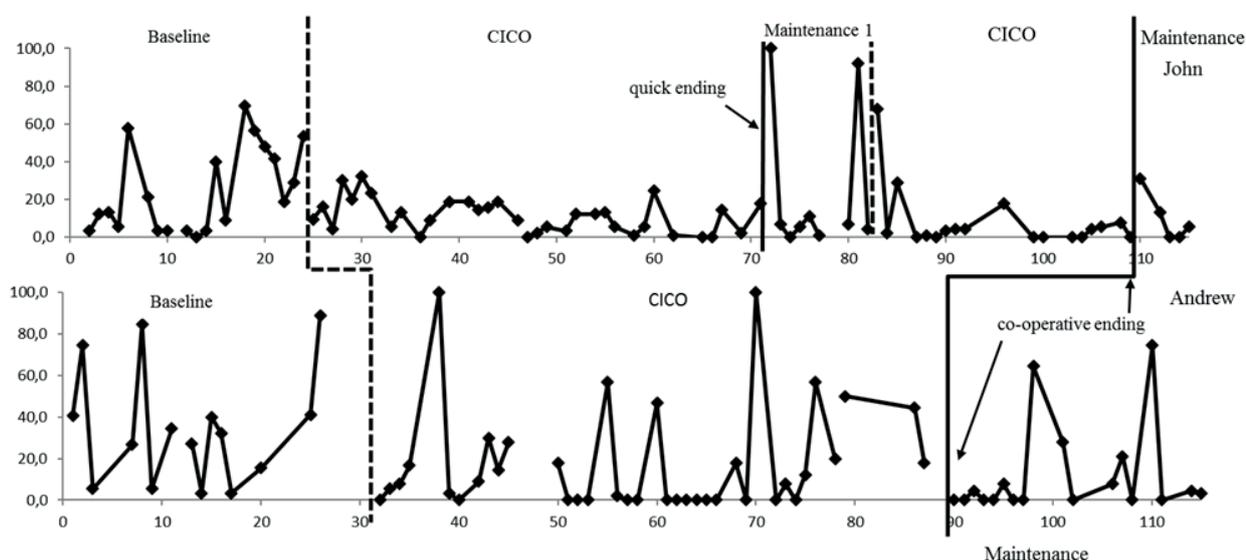 Baseline CICO Maintenance 1 CICO Maintenance
John
100,0
80,0
quick ending
60,0
40,0
20,0
0,0
0 10 20 30 40 50 60 70 80 90 100 110
100,0 Baseline CICO Andrew
80,0 co-operative ending
60,0
40,0
20,0
0,0
0 10 20 30 40 50 60 70 80 90 100 110
Maintenance